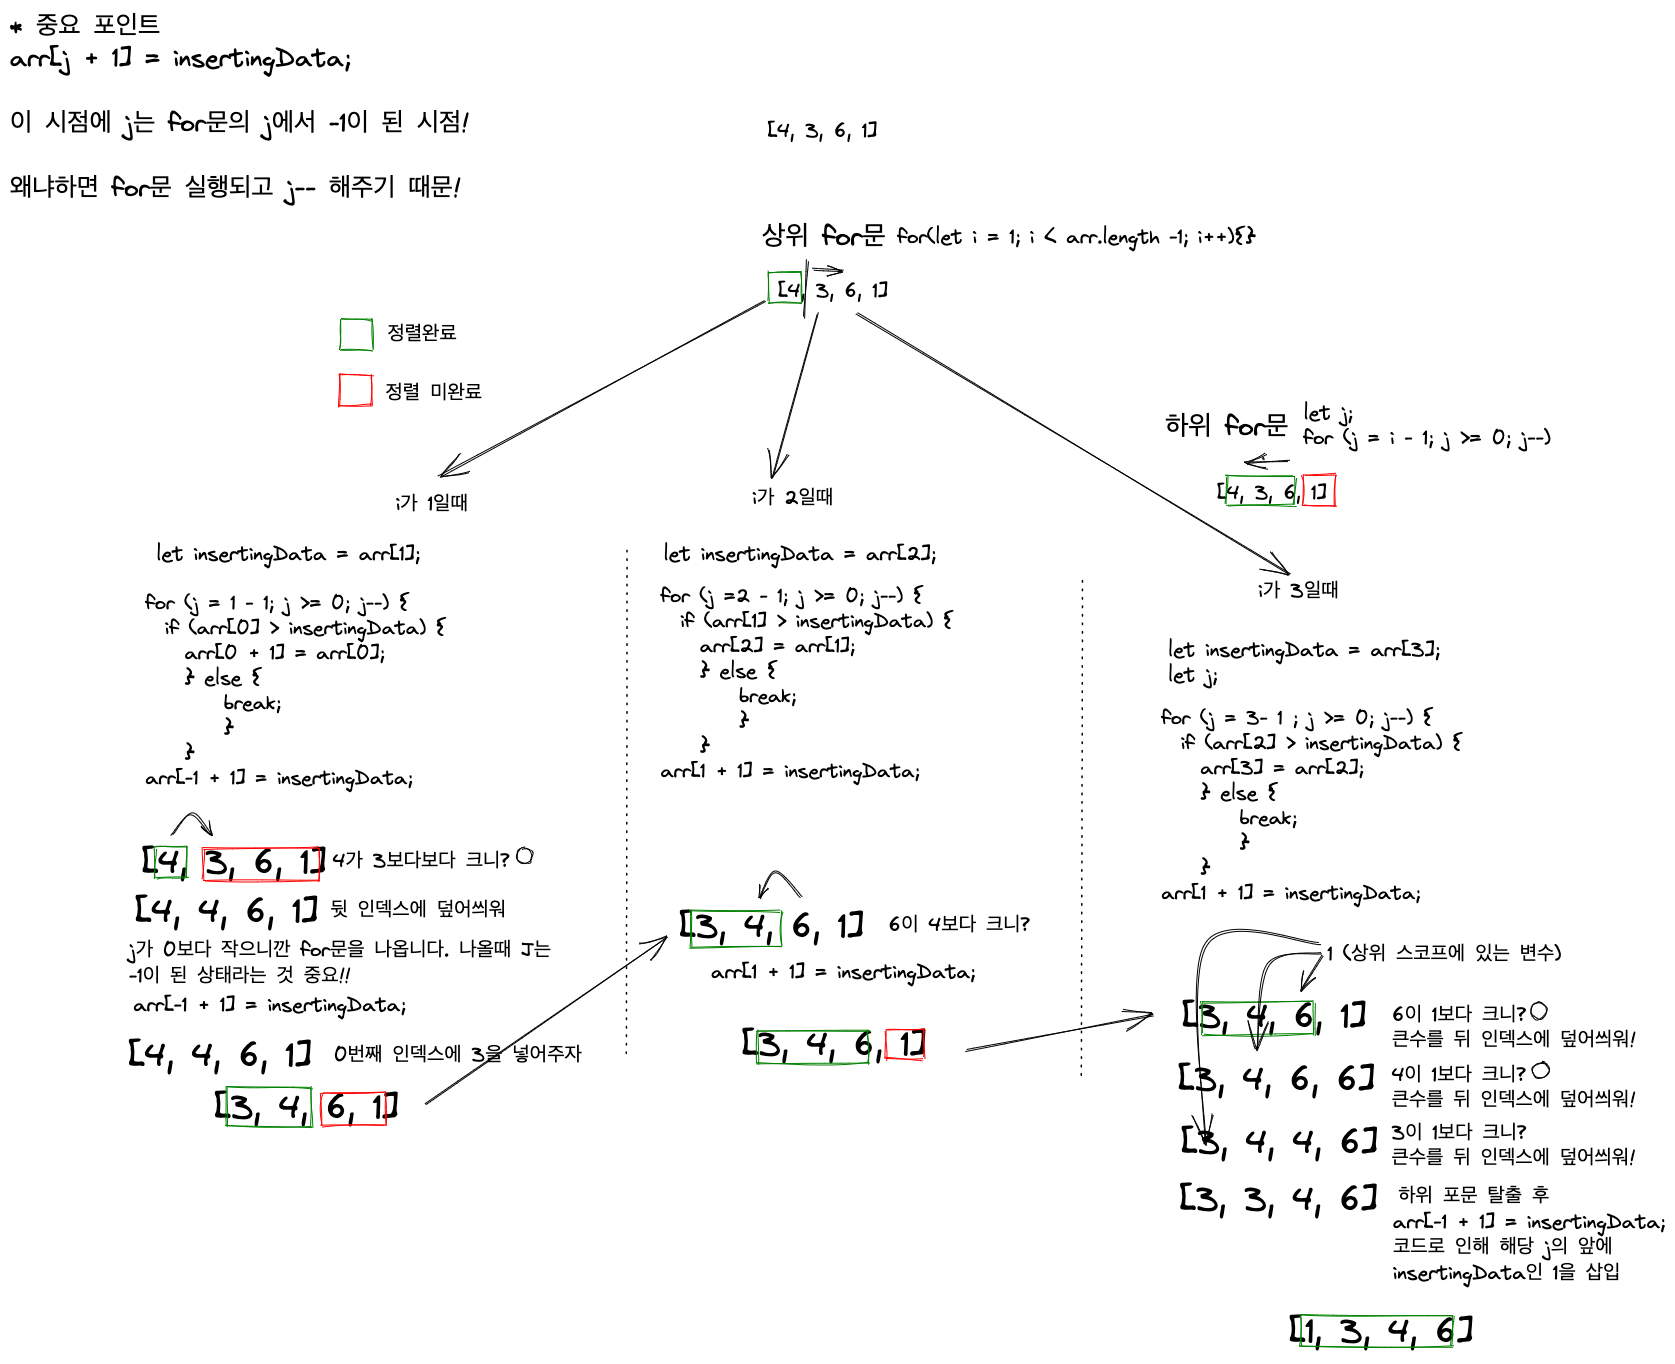 * 중요 포인트
arr[j + 1] = insertingData;
이 시점에 j는 for문의 j에서 -1이 된 시점!
왜냐하면 for문 실행되고 j-- 해주기 때문!
[4, 3, 6, 1]
상위 for문 for(let i = 1; i < arr.length -1; i++){}
[4, 3, 6, 1]
정렬완료
정렬 미완료
하위 for문
let j;
for (j = i - 1; j >= 0; j--)
[4, 3, 6, 1]
i가 1일때
let insertingData = arr[1];
for (j = 1 - 1; j >= 0; j--) {
if (arr[0] > insertingData) {
arr[0 + 1] = arr[0];
} else {
break;
}
}
arr[-1 + 1] = insertingData;
[4, 3, 6, 1] 4가 3보다보다 크니? O
[4, 4, 6, 1] 뒷 인덱스에 덮어씌워
j가 0보다 작으니깐 for문을 나옵니다. 나올때 J는
-1이 된 상태라는 것 중요!!
arr[-1 + 1] = insertingData;
[4, 4, 6, 1] 0번째 인덱스에 3을 넣어주자
[3, 4, 6, 1]
i가 2일때
let insertingData = arr[2];
for (j =2 - 1; j >= 0; j--) {
if (arr[1] > insertingData) {
arr[2] = arr[1];
} else {
break;
}
}
arr[1 + 1] = insertingData;
[3, 4, 6, 1] 6이 4보다 크니?
arr[1 + 1] = insertingData;
[3, 4, 6, 1]
i가 3일때
let insertingData = arr[3];
let j;
for (j = 3- 1 ; j >= 0; j--) {
if (arr[2] > insertingData) {
arr[3] = arr[2];
} else {
break;
}
}
arr[1 + 1] = insertingData;
1 (상위 스코프에 있는 변수)
[3, 4, 6, 1] 6이 1보다 크니? O
큰수를 뒤 인덱스에 덮어씌워!
[3, 4, 6, 6] 4이 1보다 크니? O
큰수를 뒤 인덱스에 덮어씌워!
[3, 4, 4, 6] 3이 1보다 크니?
큰수를 뒤 인덱스에 덮어씌워!
[3, 3, 4, 6] 하위 포문 탈출 후
arr[-1 + 1] = insertingData;
코드로 인해 해당 j의 앞에
insertingData인 1을 삽입
[1, 3, 4, 6]